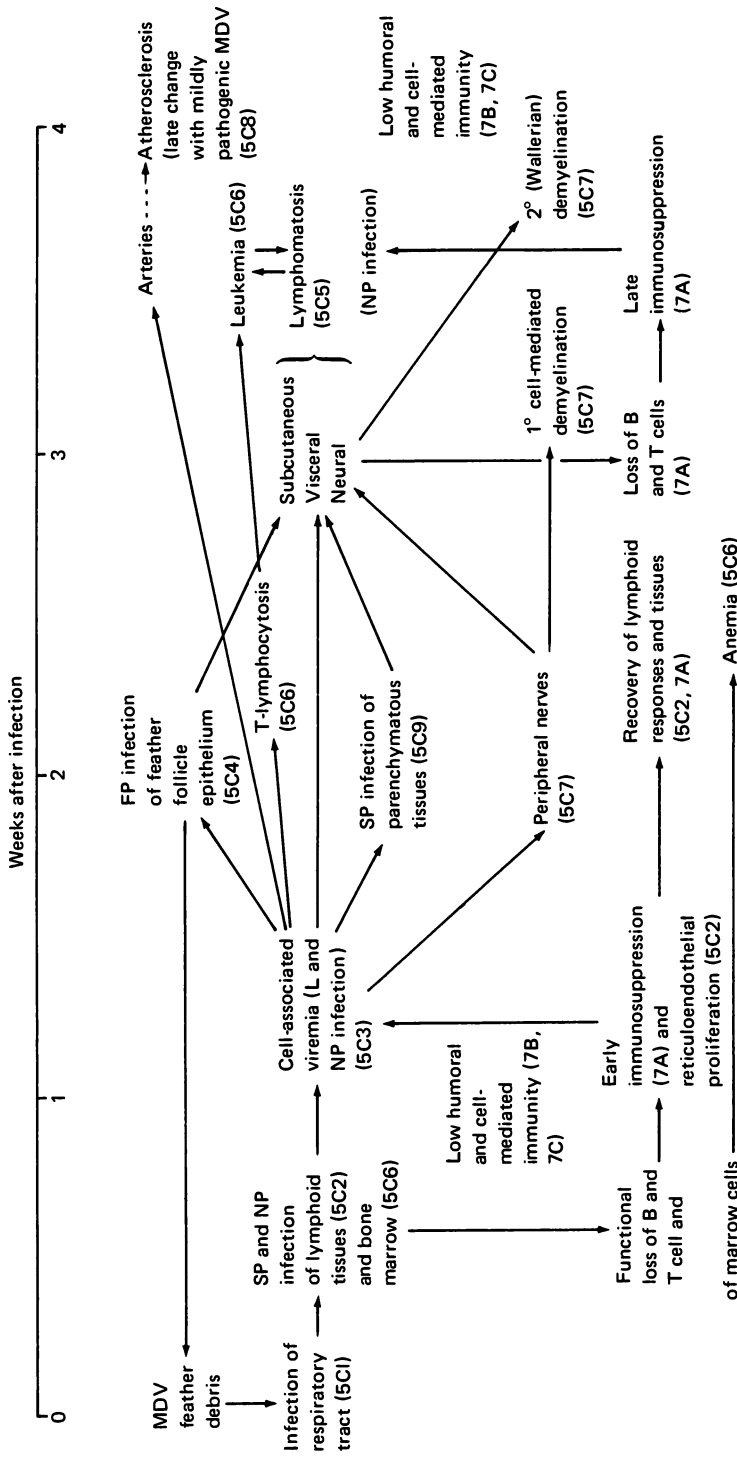 Weeks after infection
0
1
2
3
4
MDV
feather
debris
Infection of
respiratory
tract (5C1)
SP and NP
infection
of lymphoid
tissues (5C2)
and bone
marrow (5C6)
Functional
loss of B and
T cell and
of marrow cells
Cell-associated
viremia (L and
NP infection)
(5C3)
Low humoral
and cell-
mediated
immunity (7B,
7C)
Early
immunosuppression
(7A) and
reticuloendothelial
proliferation (5C2)
FP infection
of feather
follicle
epithelium
(5C4)
T-lymphocytosis
(5C6)
SP infection of
parenchymatous
tissues (5C9)
Peripheral nerves
(5C7)
Recovery of lymphoid
responses and tissues
(5C2, 7A)
Anemia (5C6)
Subcutaneous
Visceral
Neural
1° cell-mediated
demyelination
(5C7)
Loss of B
and T cells
(7A)
Arteries
Atherosclerosis
(late change
with mildly
pathogenic MDV
(5C8)
Leukemia (5C6)
Lymphomatosis
(5C5)
(NP infection)
Low humoral
and cell-
mediated
immunity
(7B, 7C)
2° (Wallerian)
demyelination
(5C7)
Late
immunosuppression
(7A)